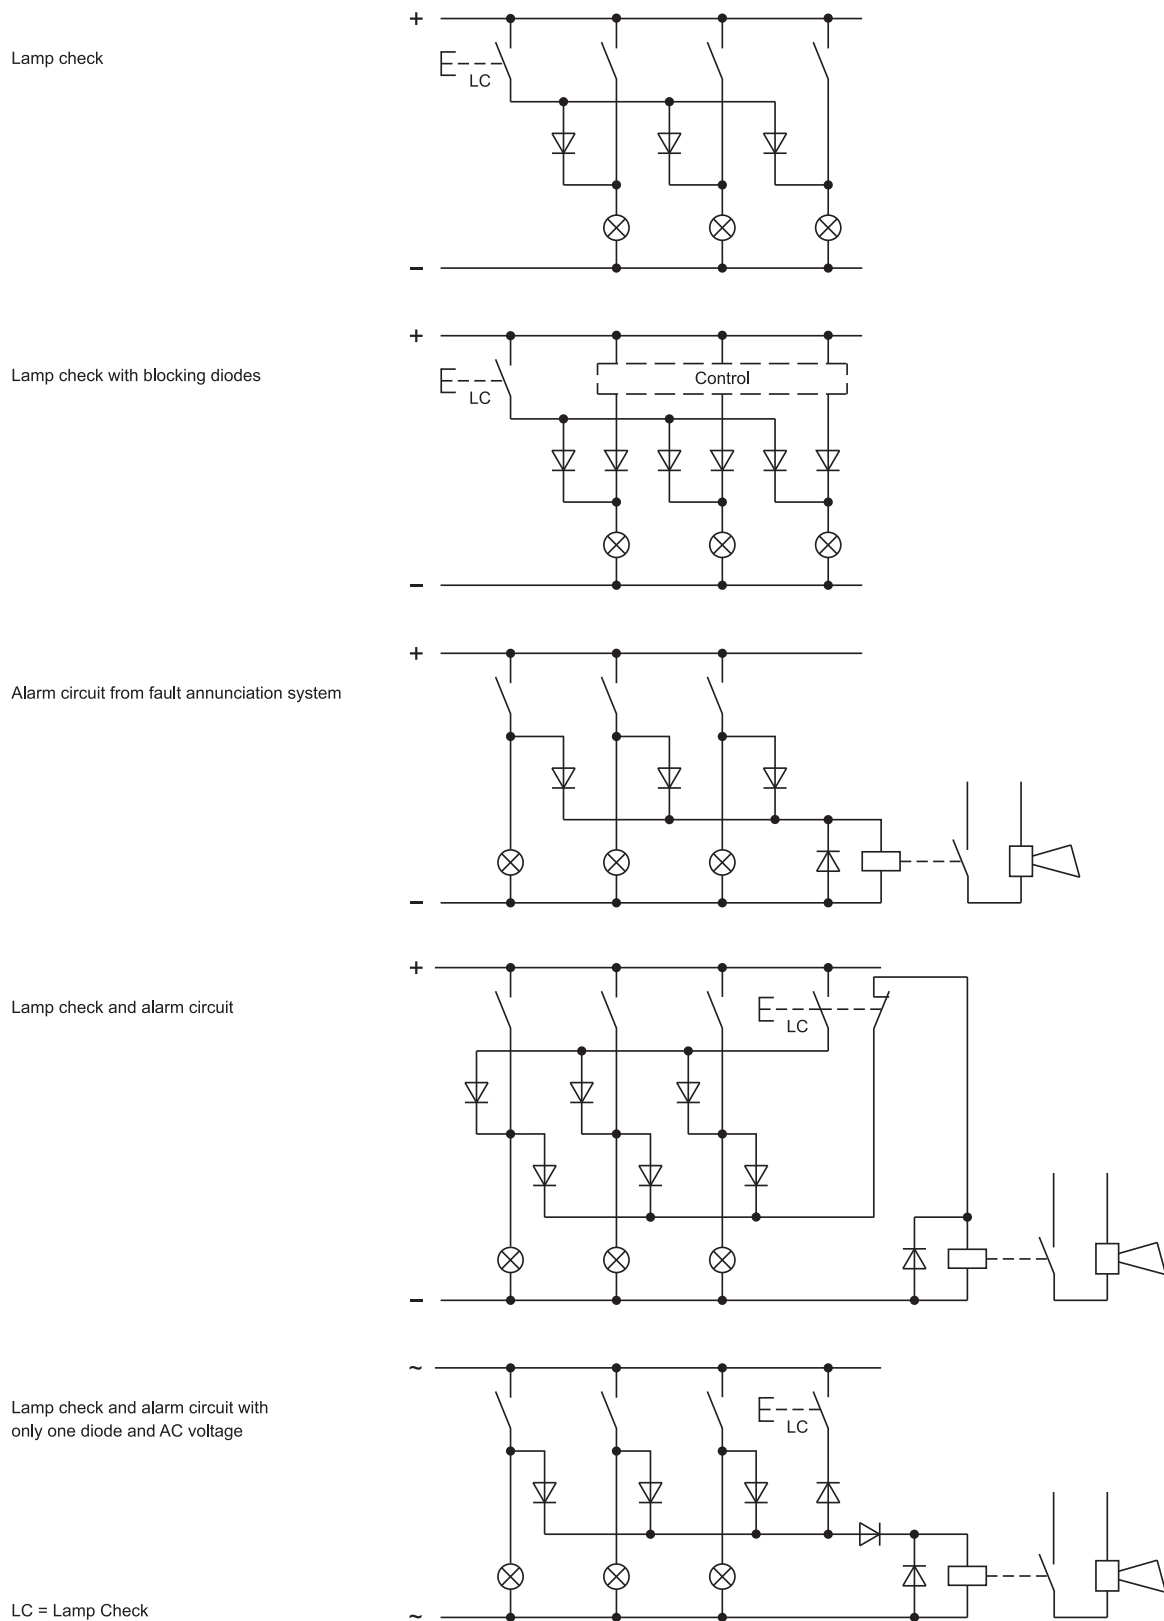 +
Lamp check
LC
−
+
Lamp check with blocking diodes
Control
LC
−
+
Alarm circuit from fault annunciation system
−
+
Lamp check and alarm circuit
LC
−
~
Lamp check and alarm circuit with
only one diode and AC voltage
LC
LC = Lamp Check
~